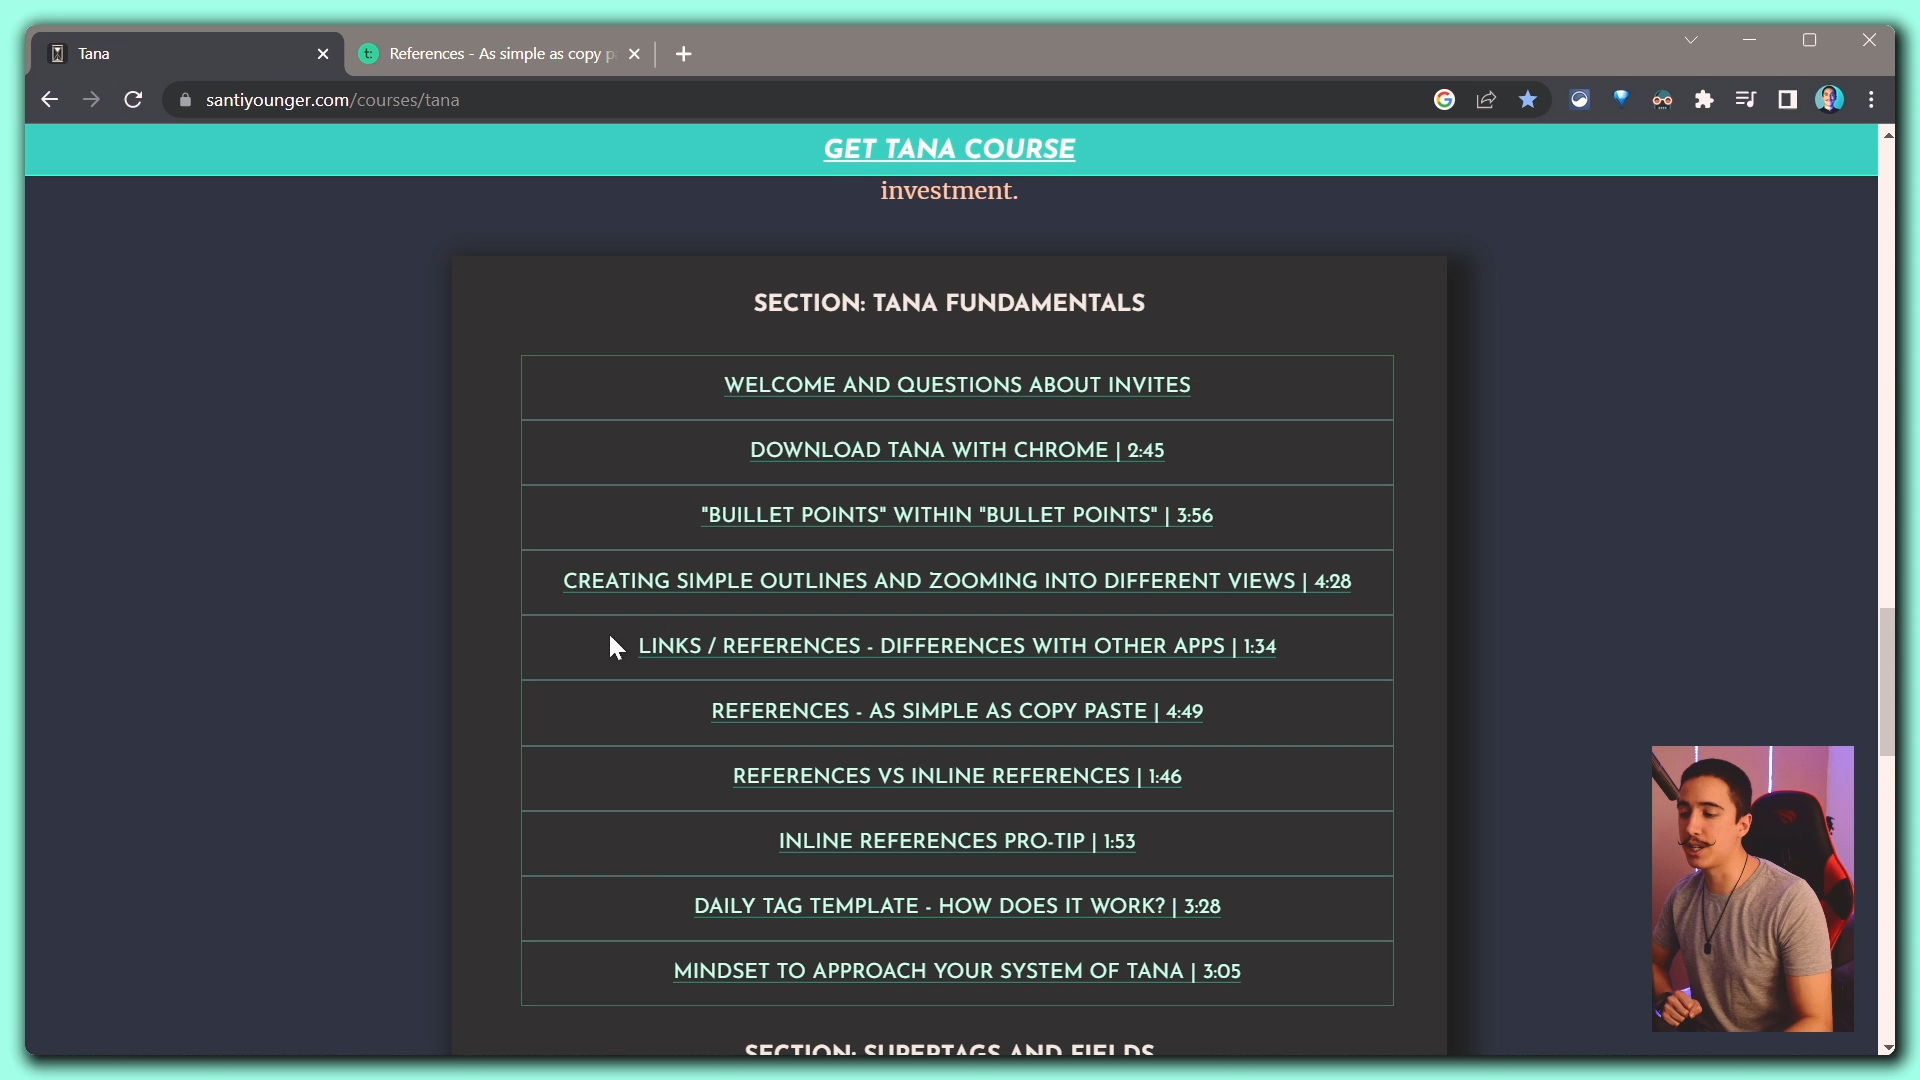 Tana
t: References - As simple as copy p
santiyounger.com/courses/tana
GET TANA COURSE
investment.
SECTION: TANA FUNDAMENTALS
WELCOME AND QUESTIONS ABOUT INVITES
DOWNLOAD TANA WITH CHROME | 2:45
"BUILLET POINTS" WITHIN "BULLET POINTS" | 3:56
CREATING SIMPLE OUTLINES AND ZOOMING INTO DIFFERENT VIEWS | 4:28
LINKS / REFERENCES - DIFFERENCES WITH OTHER APPS | 1:34
REFERENCES - AS SIMPLE AS COPY PASTE | 4:49
REFERENCES VS INLINE REFERENCES | 1:46
INLINE REFERENCES PRO-TIP | 1:53
DAILY TAG TEMPLATE - HOW DOES IT WORK? | 3:28
MINDSET TO APPROACH YOUR SYSTEM OF TANA | 3:05
SECTION: SUPERTAGS AND FIELDS